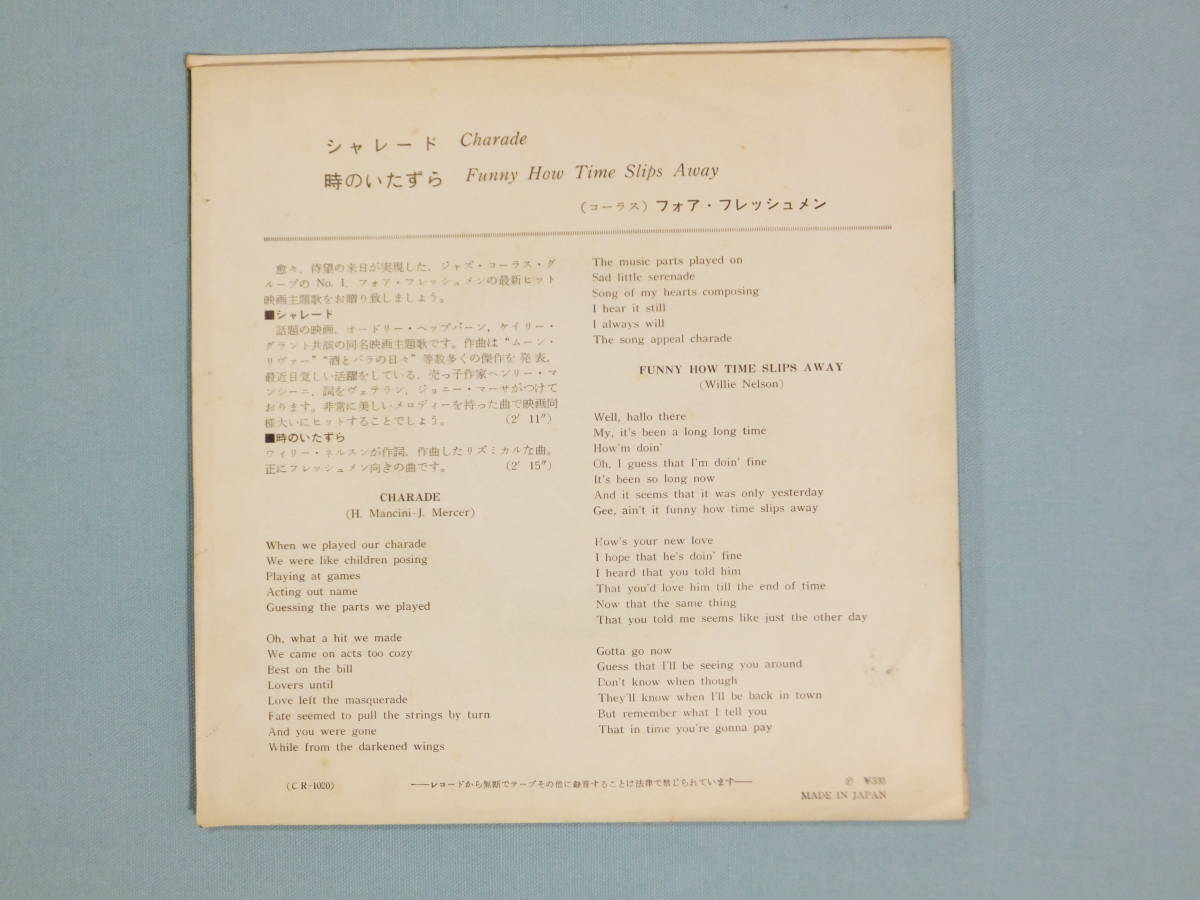 シャレード Charade
時のいたずら Funny How Time Slips Away
(コーラス) フォア・フレッシュメン
愈々、待望の来日が実現した、ジャズ・コーラス・グ
ループの No. 1、フォア・フレッシュメンの最新ヒット
映画主題歌をお贈り致しましょう。
■シャレード
話題の映画、オードリー・ヘップバーン、ケイリー・
グラント共演の同名映画主題歌です。作曲は“ムーン・
リヴァー”“酒とバラの日々”等数多くの傑作を発表、
最近目覚しい活躍をしている、売っ子作家ヘンリー・マ
ンシーニ、詞をヴェテラン、ジョニー・マーサがつけて
おります。非常に美しいメロディーを持った曲で映画同
様大いにヒットすることでしょう。 (2′ 11″)
■時のいたずら
ウィリー・ネルスンが作詞、作曲したリズミカルな曲。
正にフレッシュメン向きの曲です。 (2′ 15″)
CHARADE
(H. Mancini-J. Mercer)
When we played our charade
We were like children posing
Playing at games
Acting out name
Guessing the parts we played
Oh, what a hit we made
We came on acts too cozy
Best on the bill
Lovers until
Love left the masquerade
Fate seemed to pull the strings by turn
And you were gone
While from the darkened wings
The music parts played on
Sad little serenade
Song of my hearts composing
I hear it still
I always will
The song appeal charade
FUNNY HOW TIME SLIPS AWAY
(Willie Nelson)
Well, hallo there
My, it's been a long long time
How'm doin'
Oh, I guess that I'm doin' fine
It's been so long now
And it seems that it was only yesterday
Gee, ain't it funny how time slips away
How's your new love
I hope that he's doin' fine
I heard that you told him
That you'd love him till the end of time
Now that the same thing
That you told me seems like just the other day
Gotta go now
Guess that I'll be seeing you around
Don't know when though
They'll know when I'll be back in town
But remember what I tell you
That in time you're gonna pay
(CR-1020)
──レコードから無断でテープその他に録音することは法律で禁じられています──
Ⓟ ¥330
MADE IN JAPAN